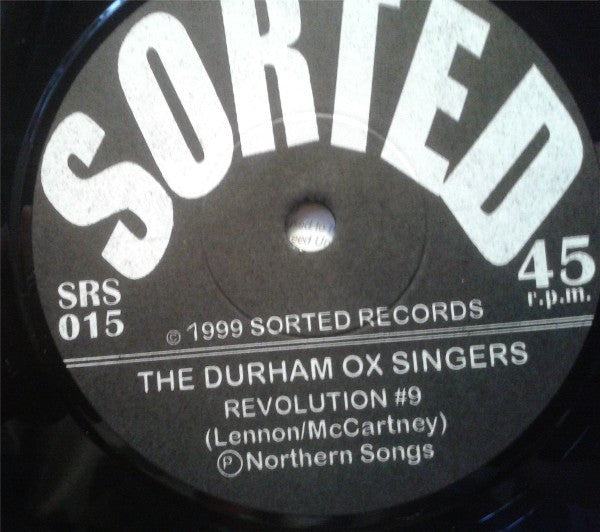 SORTED
45
r.p.m.
SRS
015
© 1999 SORTED RECORDS
THE DURHAM OX SINGERS
REVOLUTION #9
(Lennon/McCartney)
Ⓟ Northern Songs